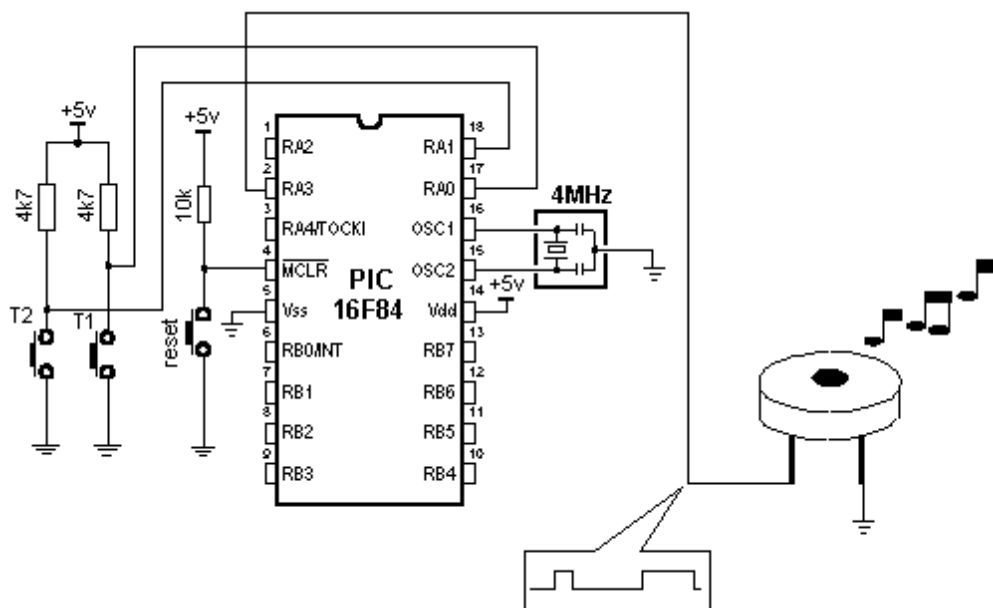 +5v
4k7
4k7
T2
T1
+5v
10k
reset
1
RA2
2
RA3
3
RA4/TOCKI
4
MCLR
5
Vss
6
RB0/INT
7
RB1
8
RB2
9
RB3
PIC
16F84
18
RA1
17
RA0
16
OSC1
15
OSC2
14
Vdd
13
RB7
12
RB6
11
RB5
10
RB4
4MHz
+5v